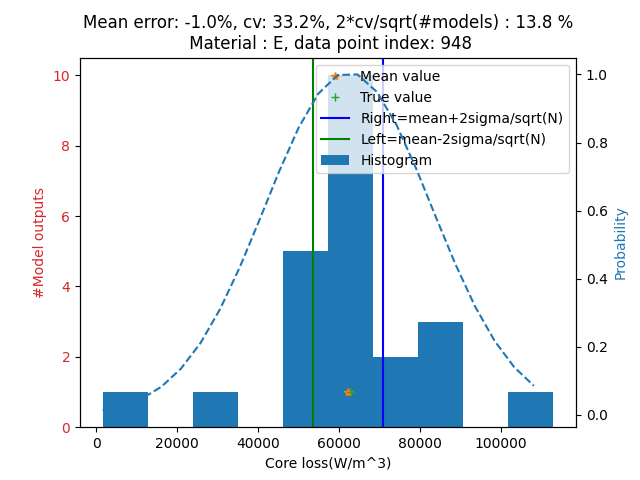 Mean error: -1.0%, cv: 33.2%, 2*cv/sqrt(#models) : 13.8 %
Material : E, data point index: 948
Mean value
True value
Right=mean+2sigma/sqrt(N)
Left=mean-2sigma/sqrt(N)
Histogram
#Model outputs
10
8
6
4
2
0
1.0
0.8
0.6
0.4
0.2
0.0
Probability
0 20000 40000 60000 80000 100000
Core loss(W/m^3)